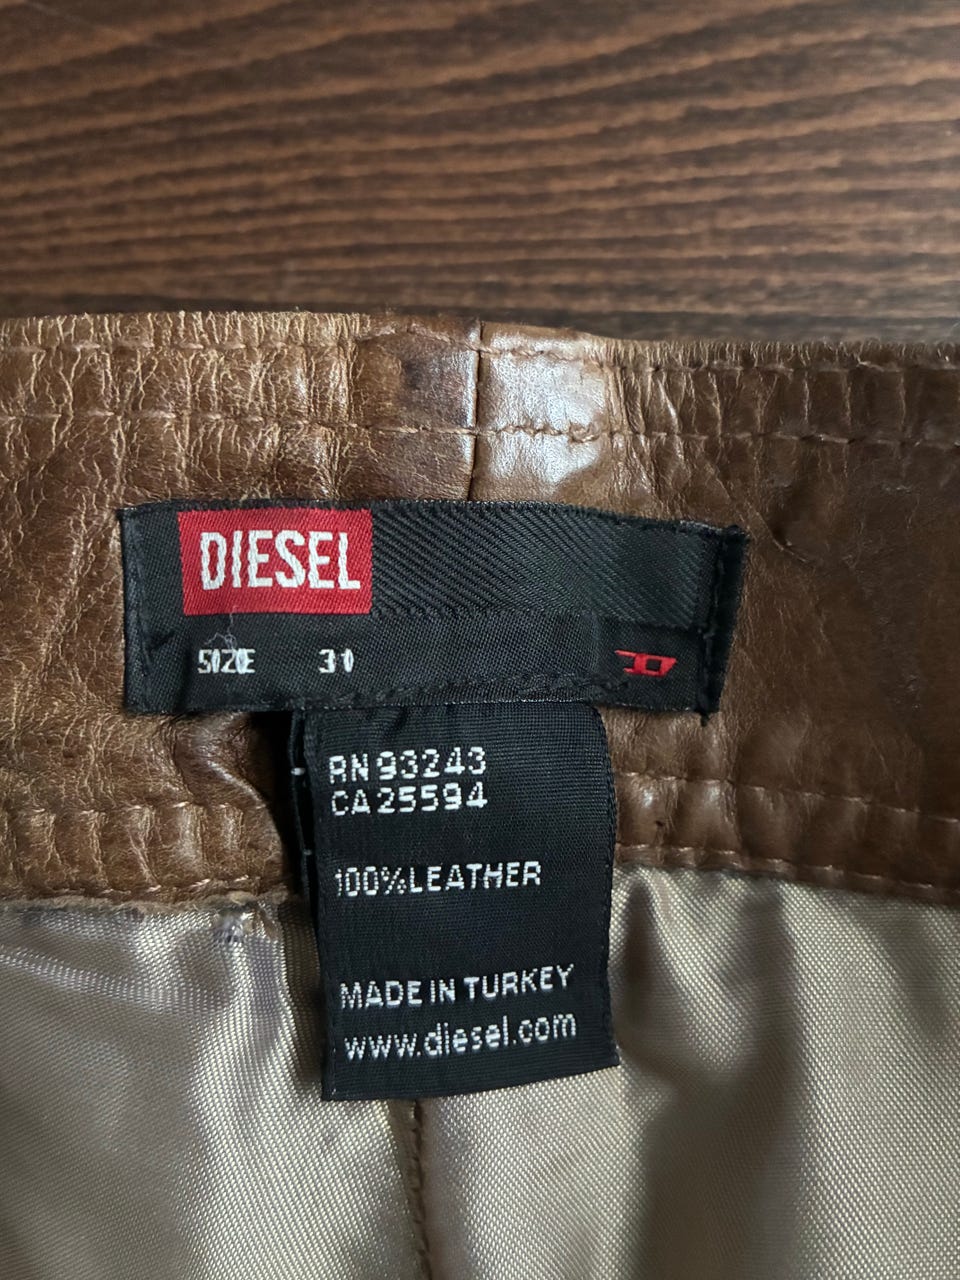 DIESEL
SIZE 31
RN 93243
CA 25594
100% LEATHER
MADE IN TURKEY
www.diesel.com